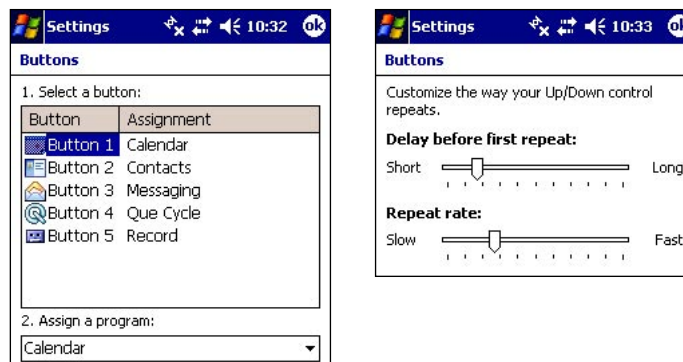 Settings 10:32 ok
Buttons
1. Select a button:
Button Assignment
Button 1 Calendar
Button 2 Contacts
Button 3 Messaging
Button 4 Que Cycle
Button 5 Record
2. Assign a program:
Calendar
Settings 10:33 ok
Buttons
Customize the way your Up/Down control
repeats.
Delay before first repeat:
Short Long
Repeat rate:
Slow Fast